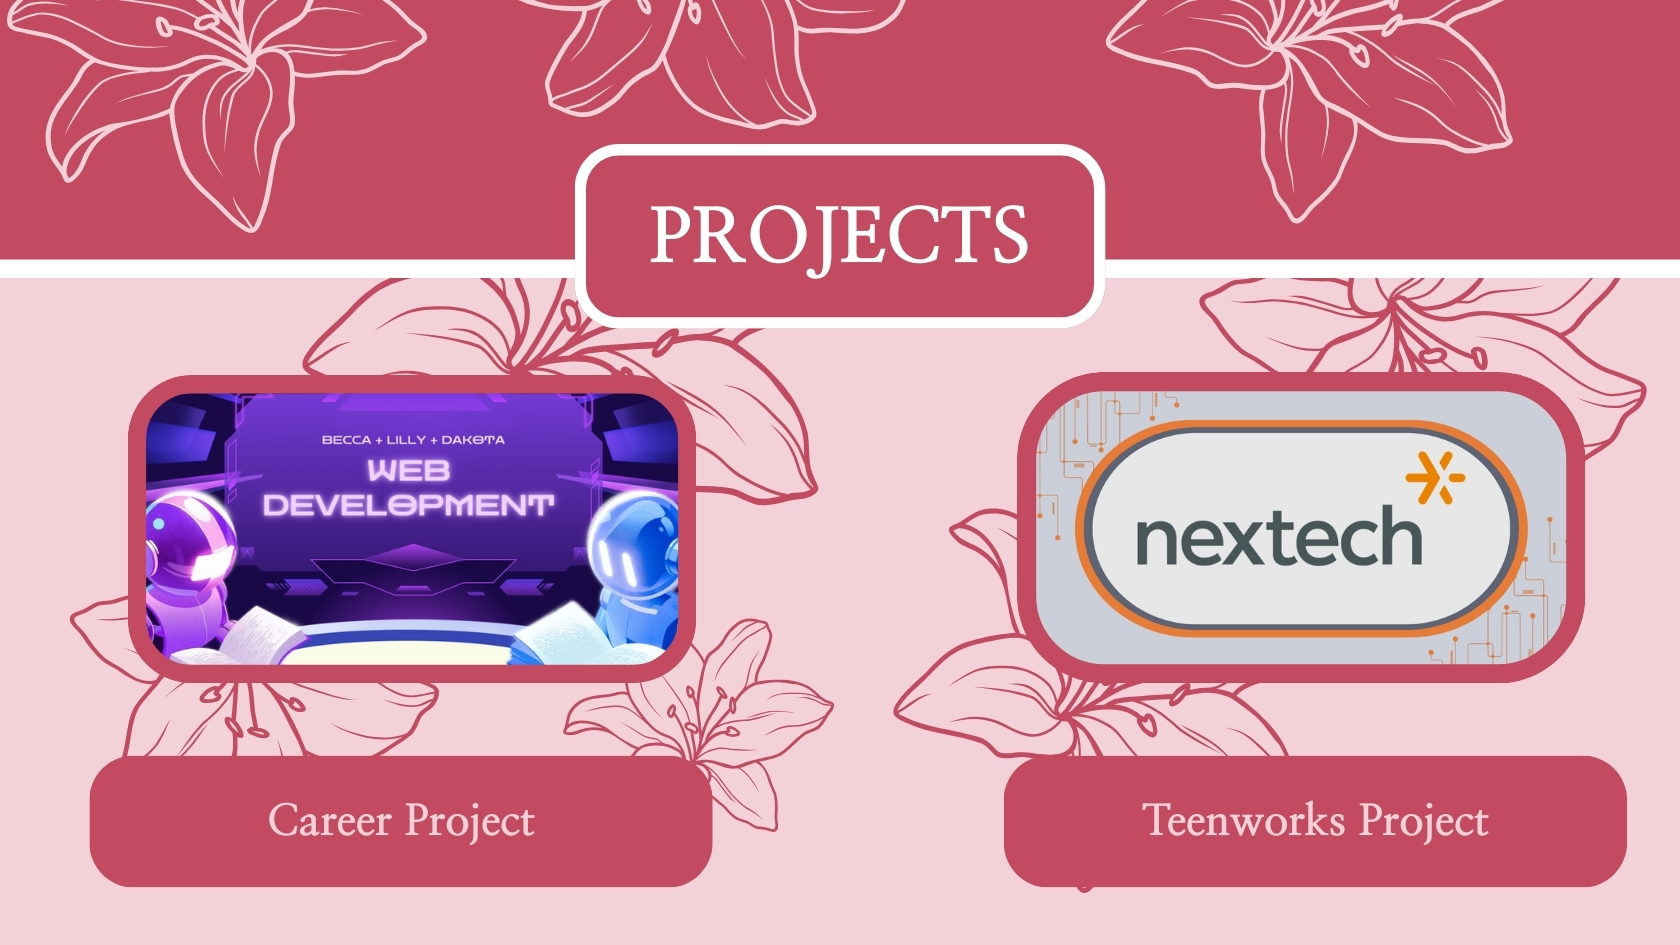 PROJECTS
BECCA + LILLY + DAKOTA
WEB
DEVELOPMENT
nextech
Career Project
Teenworks Project